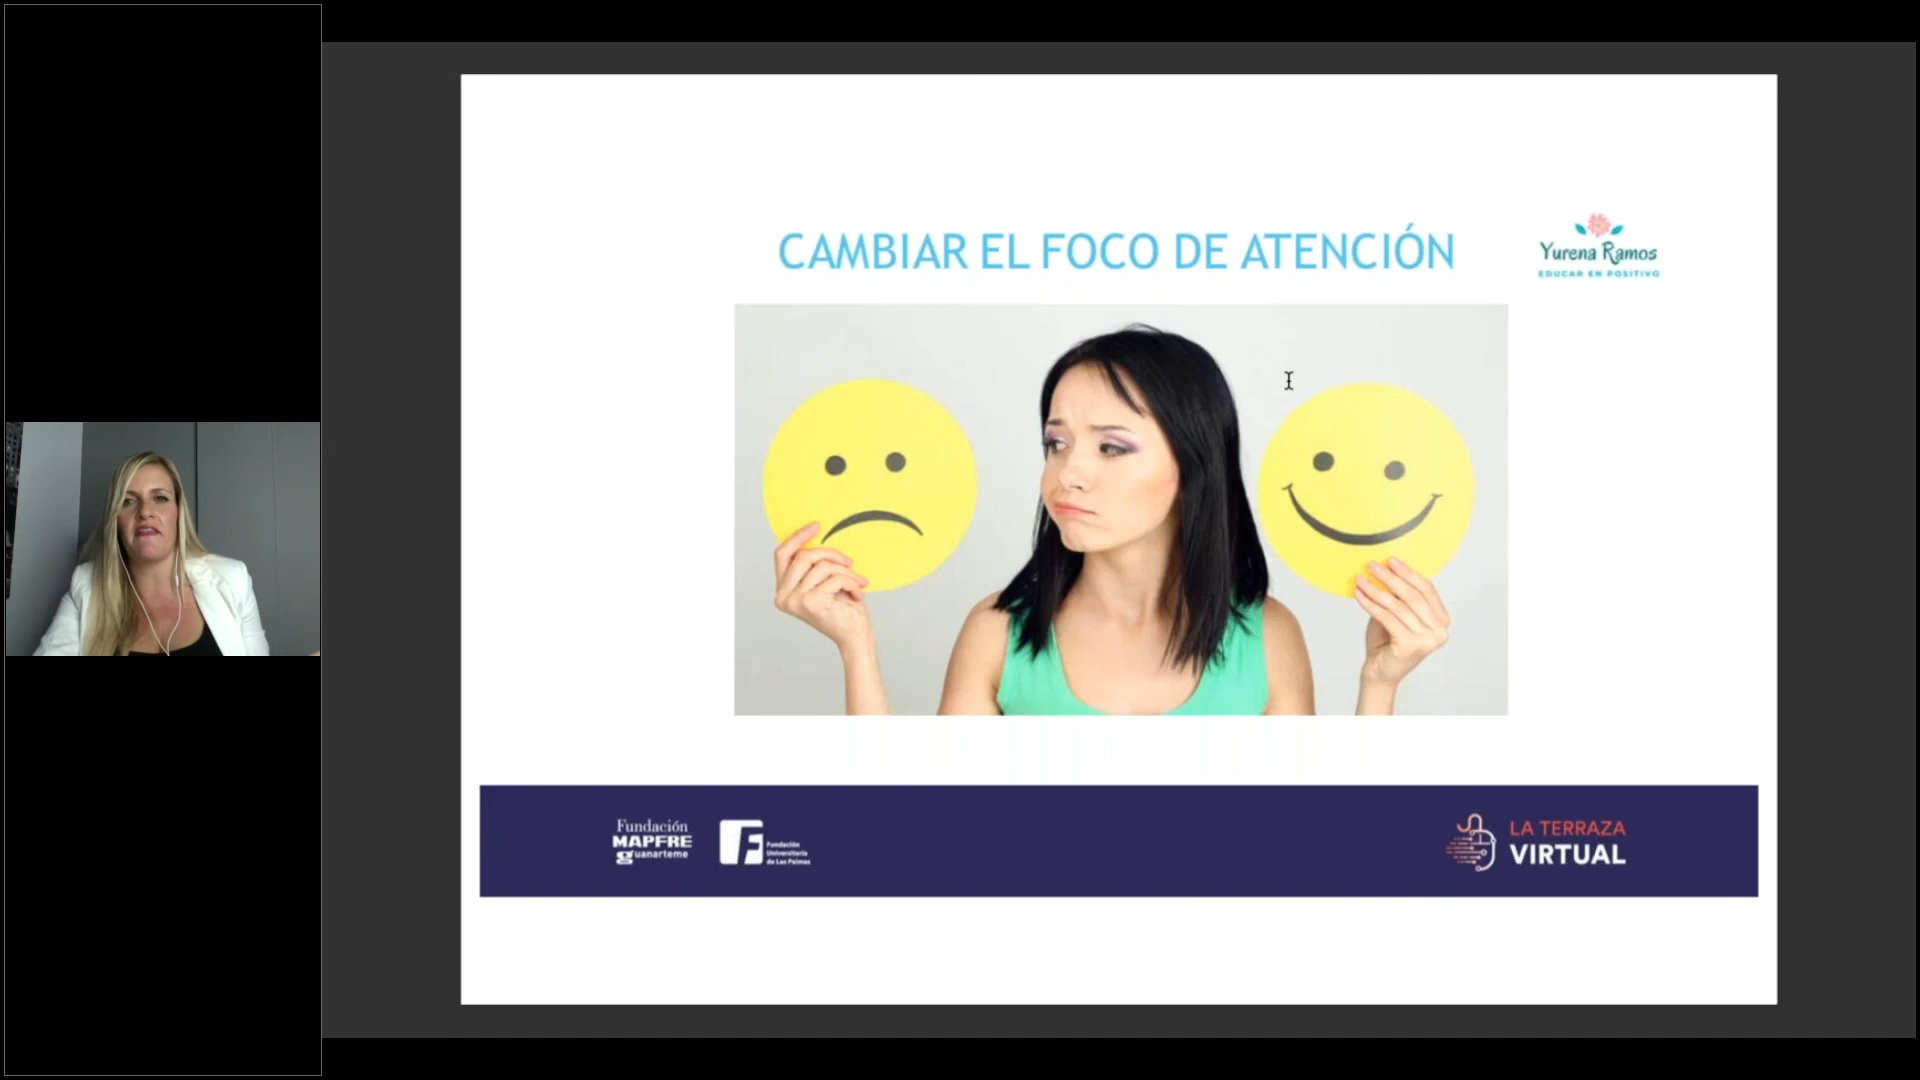 CAMBIAR EL FOCO DE ATENCIÓN
Yurena Ramos
EDUCAR EN POSITIVO
Fundación
MAPFRE
guanarteme
Fundación
Universitaria
de Las Palmas
LA TERRAZA
VIRTUAL